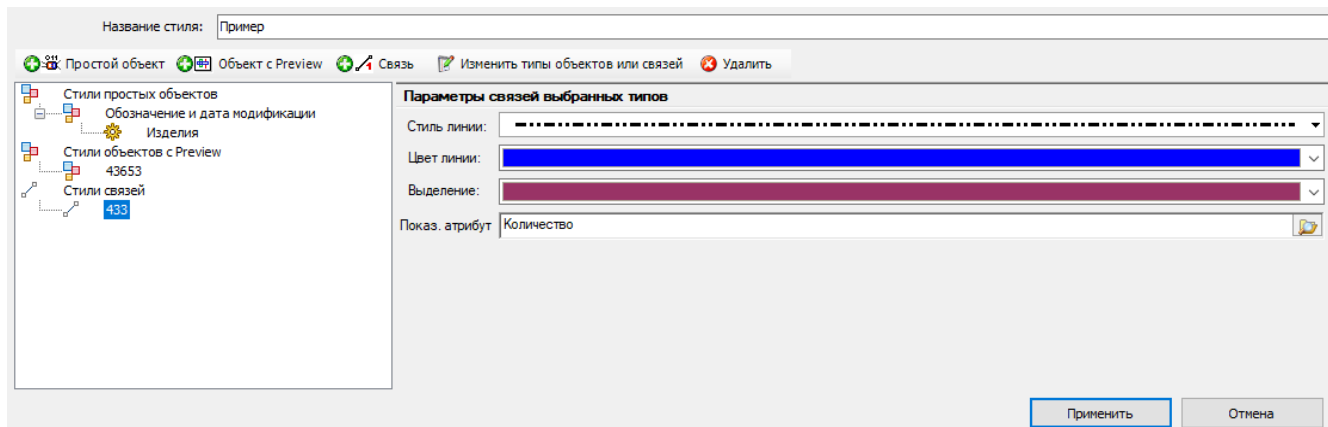 Название стиля: Пример
Простой объект Объект с Preview Связь Изменить типы объектов или связей Удалить
Стили простых объектов
Обозначение и дата модификации
Изделия
Стили объектов с Preview
43653
Стили связей
433
Параметры связей выбранных типов
Стиль линии:
Цвет линии:
Выделение:
Показ. атрибут Количество
Применить Отмена